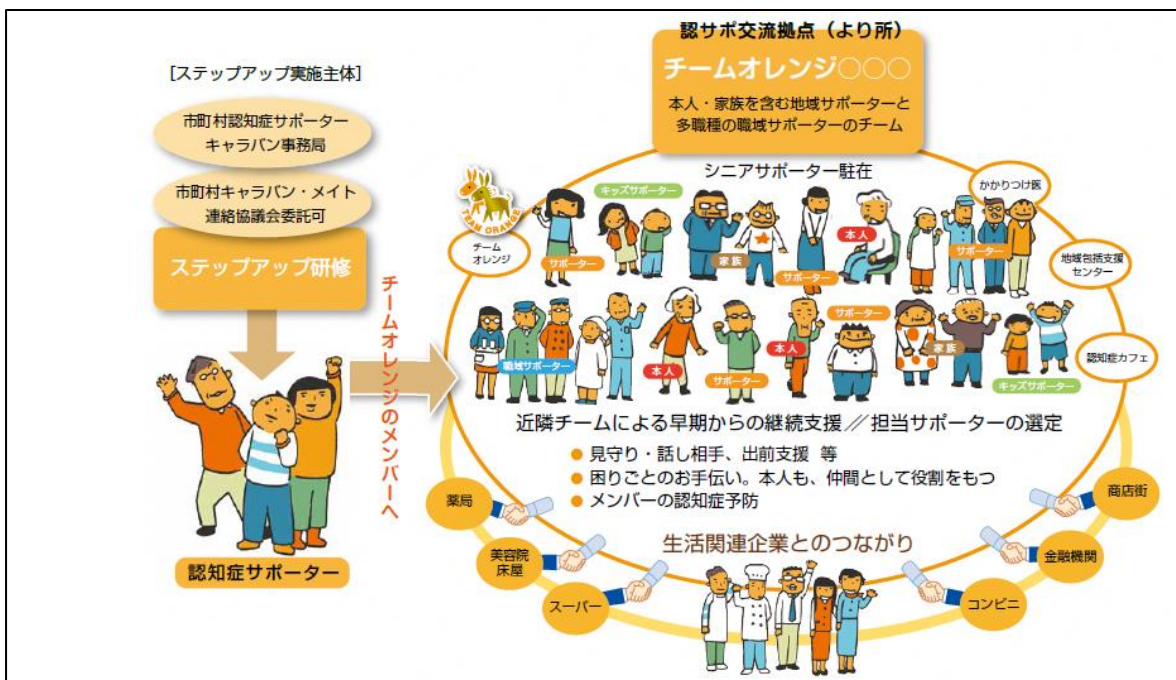 [ステップアップ実施主体]
市町村認知症サポーター
キャラバン事務局
市町村キャラバン・メイト
連絡協議会委託可
ステップアップ研修
認知症サポーター
チームオレンジのメンバーへ
認サポ交流拠点（より所）
チームオレンジ○○○
本人・家族を含む地域サポーターと
多職種の職域サポーターのチーム
シニアサポーター駐在
TEAM ORANGE
チーム
オレンジ
かかりつけ医
地域包括支援
センター
認知症カフェ
キッズサポーター
サポーター
家族
サポーター
本人
サポーター
職域サポーター
本人
サポーター
本人
サポーター
家族
キッズサポーター
近隣チームによる早期からの継続支援//担当サポーターの選定
● 見守り・話し相手、出前支援 等
● 困りごとのお手伝い。本人も、仲間として役割をもつ
● メンバーの認知症予防
生活関連企業とのつながり
薬局
美容院
床屋
スーパー
商店街
金融機関
コンビニ